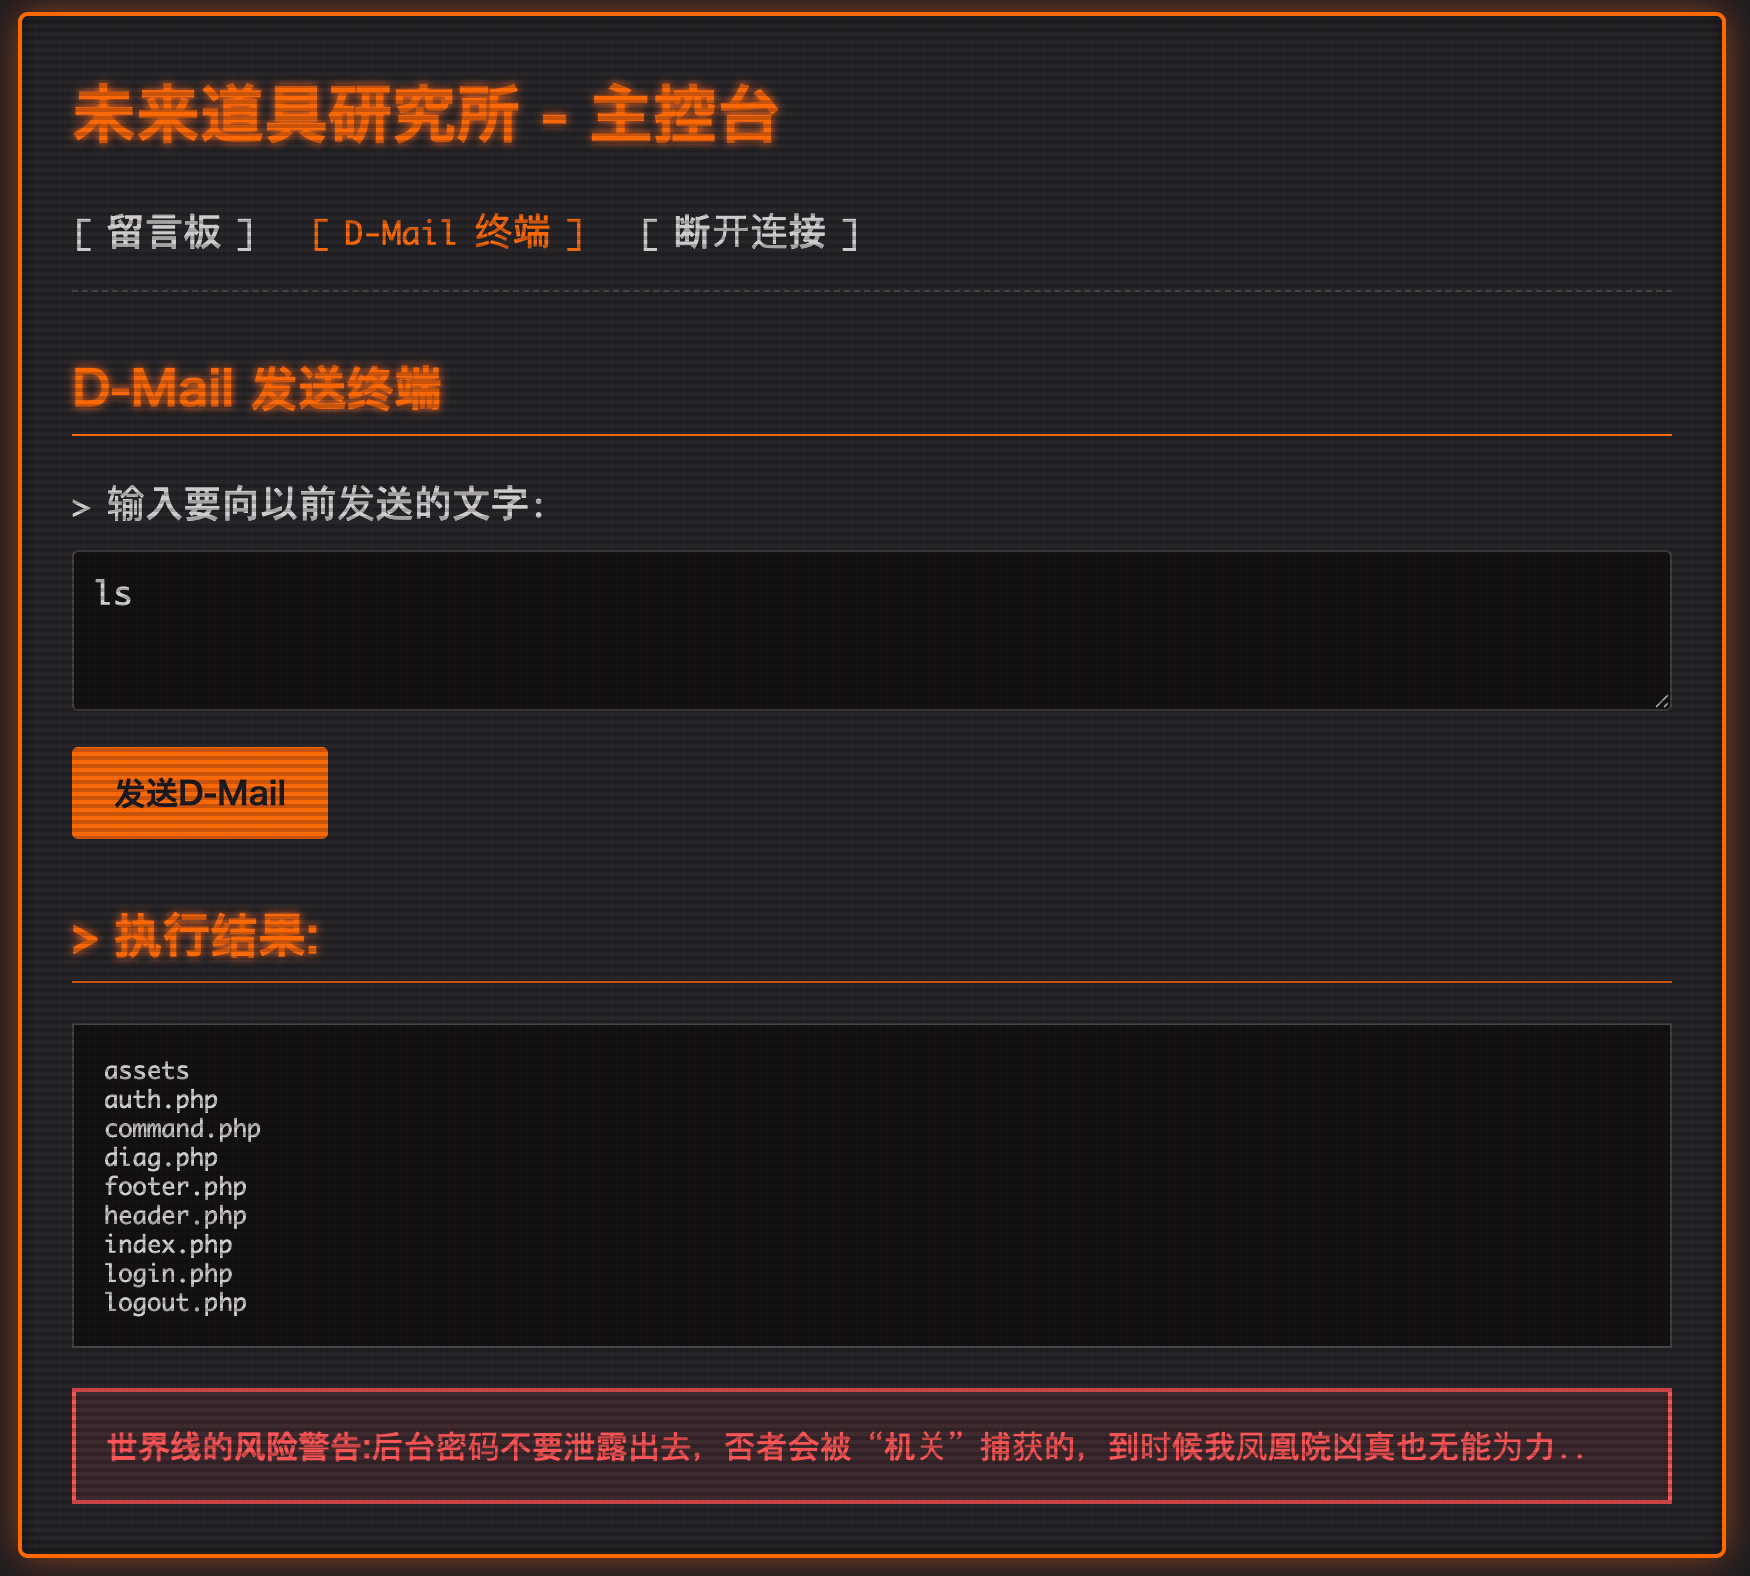 未来道具研究所 - 主控台
[ 留言板 ] [ D-Mail 终端 ] [ 断开连接 ]
D-Mail 发送终端
> 输入要向以前发送的文字:
ls
发送D-Mail
> 执行结果:
assets
auth.php
command.php
diag.php
footer.php
header.php
index.php
login.php
logout.php
世界线的风险警告:后台密码不要泄露出去，否者会被“机关”捕获的，到时候我凤凰院凶真也无能为力..